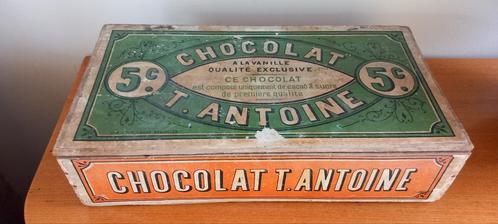 CHOCOLAT
A LA VANILLE
QUALITÉ EXCLUSIVE
5c. 5c.
CE CHOCOLAT
est composé uniquement de cacao & sucre
de première qualité
T. ANTOINE
CHOCOLAT T. ANTOINE